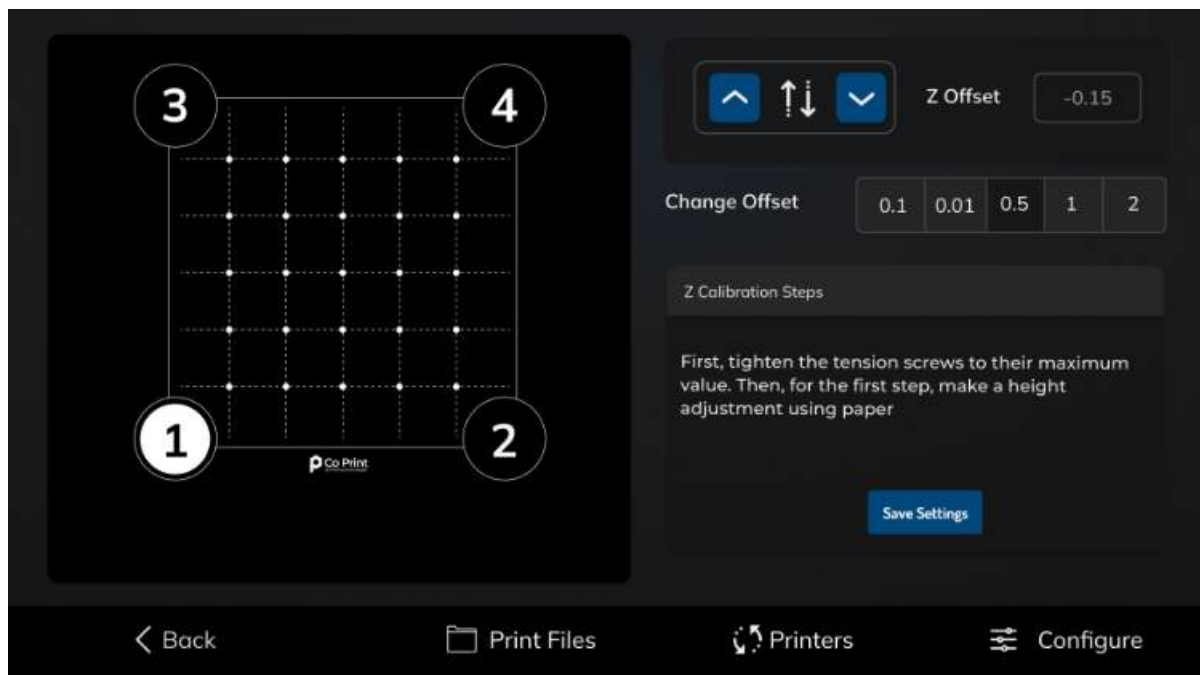 3
4
1
2
Co Print
Z Offset
-0.15
Change Offset
0.1 0.01 0.5 1 2
Z Calibration Steps
First, tighten the tension screws to their maximum
value. Then, for the first step, make a height
adjustment using paper
Save Settings
Back
Print Files
Printers
Configure